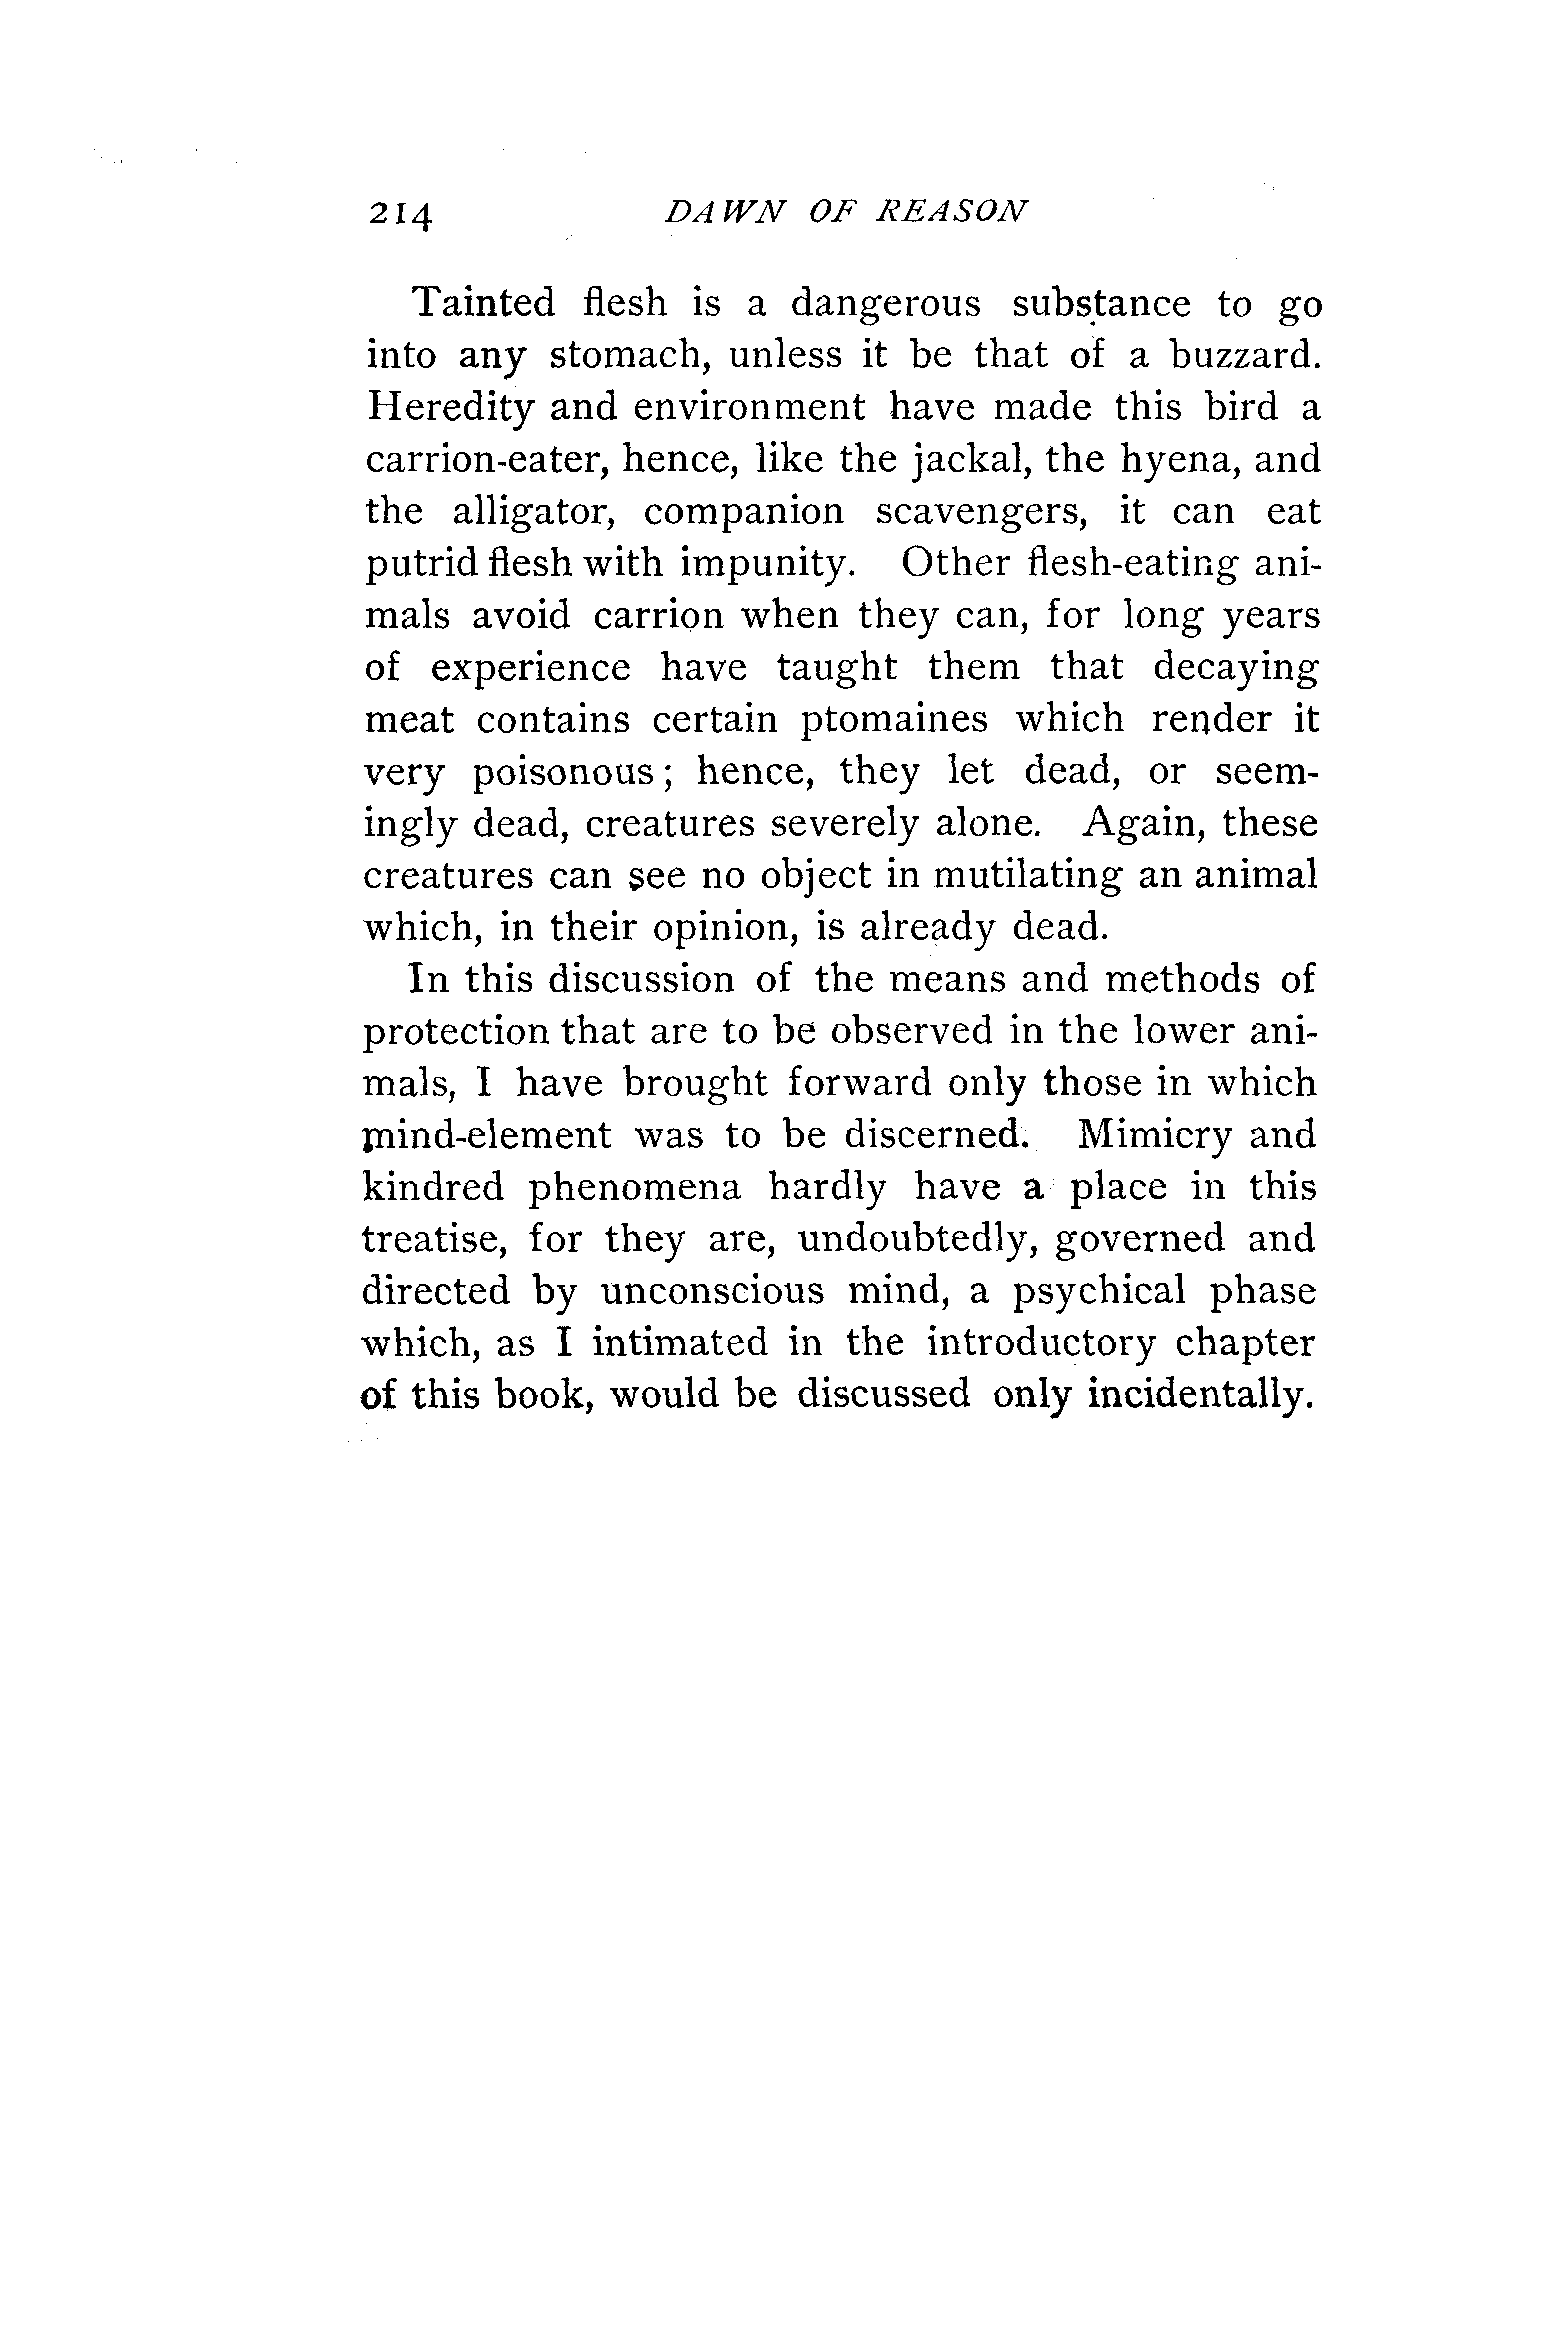 214 DAWN OF REASON
Tainted flesh is a dangerous substance to go
into any stomach, unless it be that of a buzzard.
Heredity and environment have made this bird a
carrion-eater, hence, like the jackal, the hyena, and
the alligator, companion scavengers, it can eat
putrid flesh with impunity. Other flesh-eating ani-
mals avoid carrion when they can, for long years
of experience have taught them that decaying
meat contains certain ptomaines which render it
very poisonous; hence, they let dead, or seem-
ingly dead, creatures severely alone. Again, these
creatures can see no object in mutilating an animal
which, in their opinion, is already dead.
In this discussion of the means and methods of
protection that are to be observed in the lower ani-
mals, I have brought forward only those in which
mind-element was to be discerned. Mimicry and
kindred phenomena hardly have a place in this
treatise, for they are, undoubtedly, governed and
directed by unconscious mind, a psychical phase
which, as I intimated in the introductory chapter
of this book, would be discussed only incidentally.